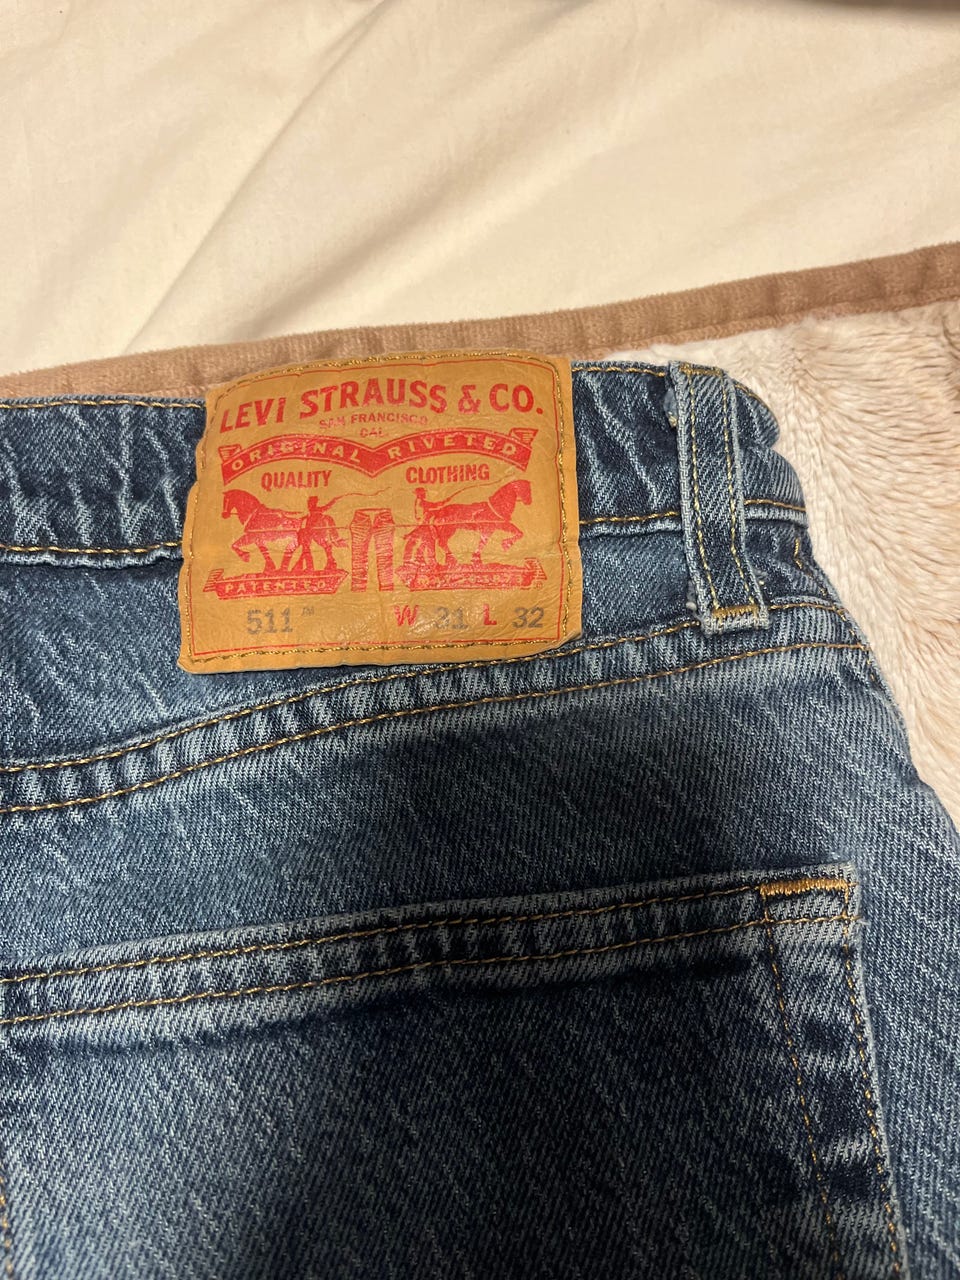 LEVI STRAUSS & CO.
SAN FRANCISCO
CAL
ORIGINAL RIVETED
QUALITY CLOTHING
PATENTED
511™ W 31 L 32